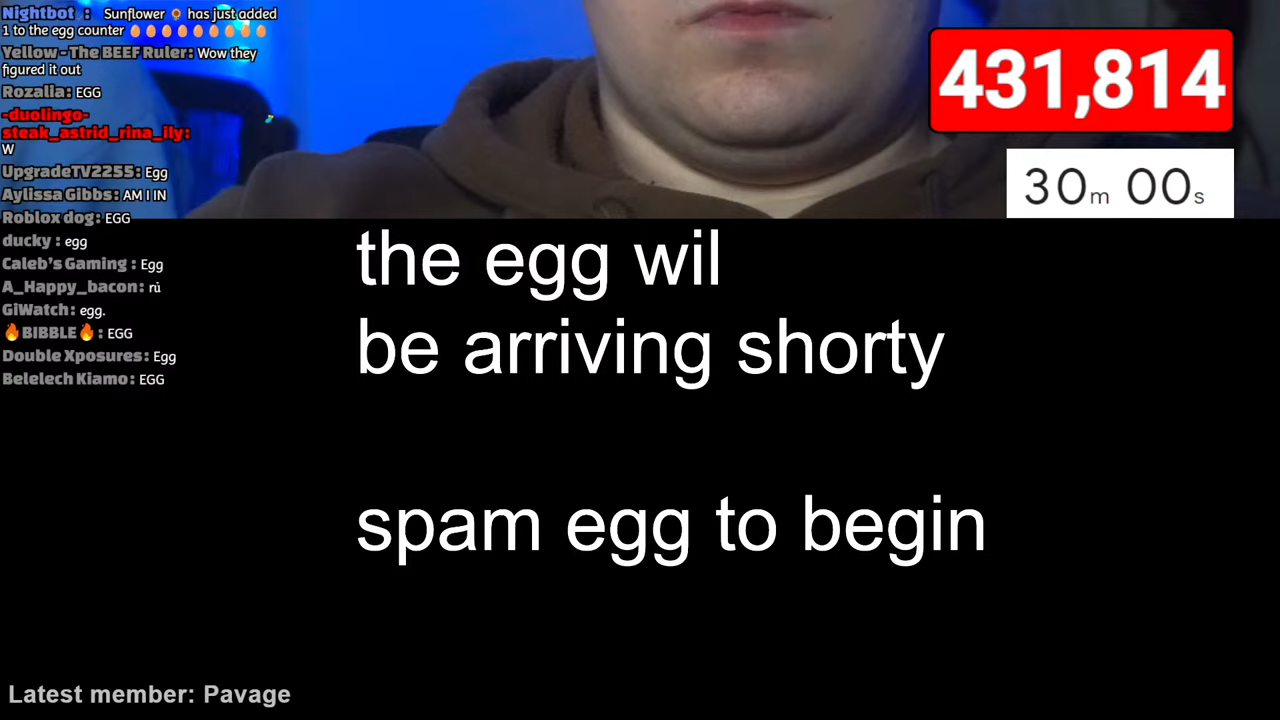 Nightbot : Sunflower 🌻 has just added
1 to the egg counter 🥚🥚🥚🥚🥚🥚🥚🥚🥚
Yellow - The BEEF Ruler: Wow they
figured it out
Rozalia: EGG
-duolingo-
steak_astrid_rina_ily:
W
UpgradeTV2255: Egg
Aylissa Gibbs: AM I IN
Roblox dog: EGG
ducky : egg
Caleb's Gaming : Egg
A_Happy_bacon:
GiWatch: egg.
🔥BIBBLE🔥: EGG
Double Xposures: Egg
Belelech Kiamo: EGG
431,814
30m 00s
the egg wil
be arriving shorty
spam egg to begin
Latest member: Pavage